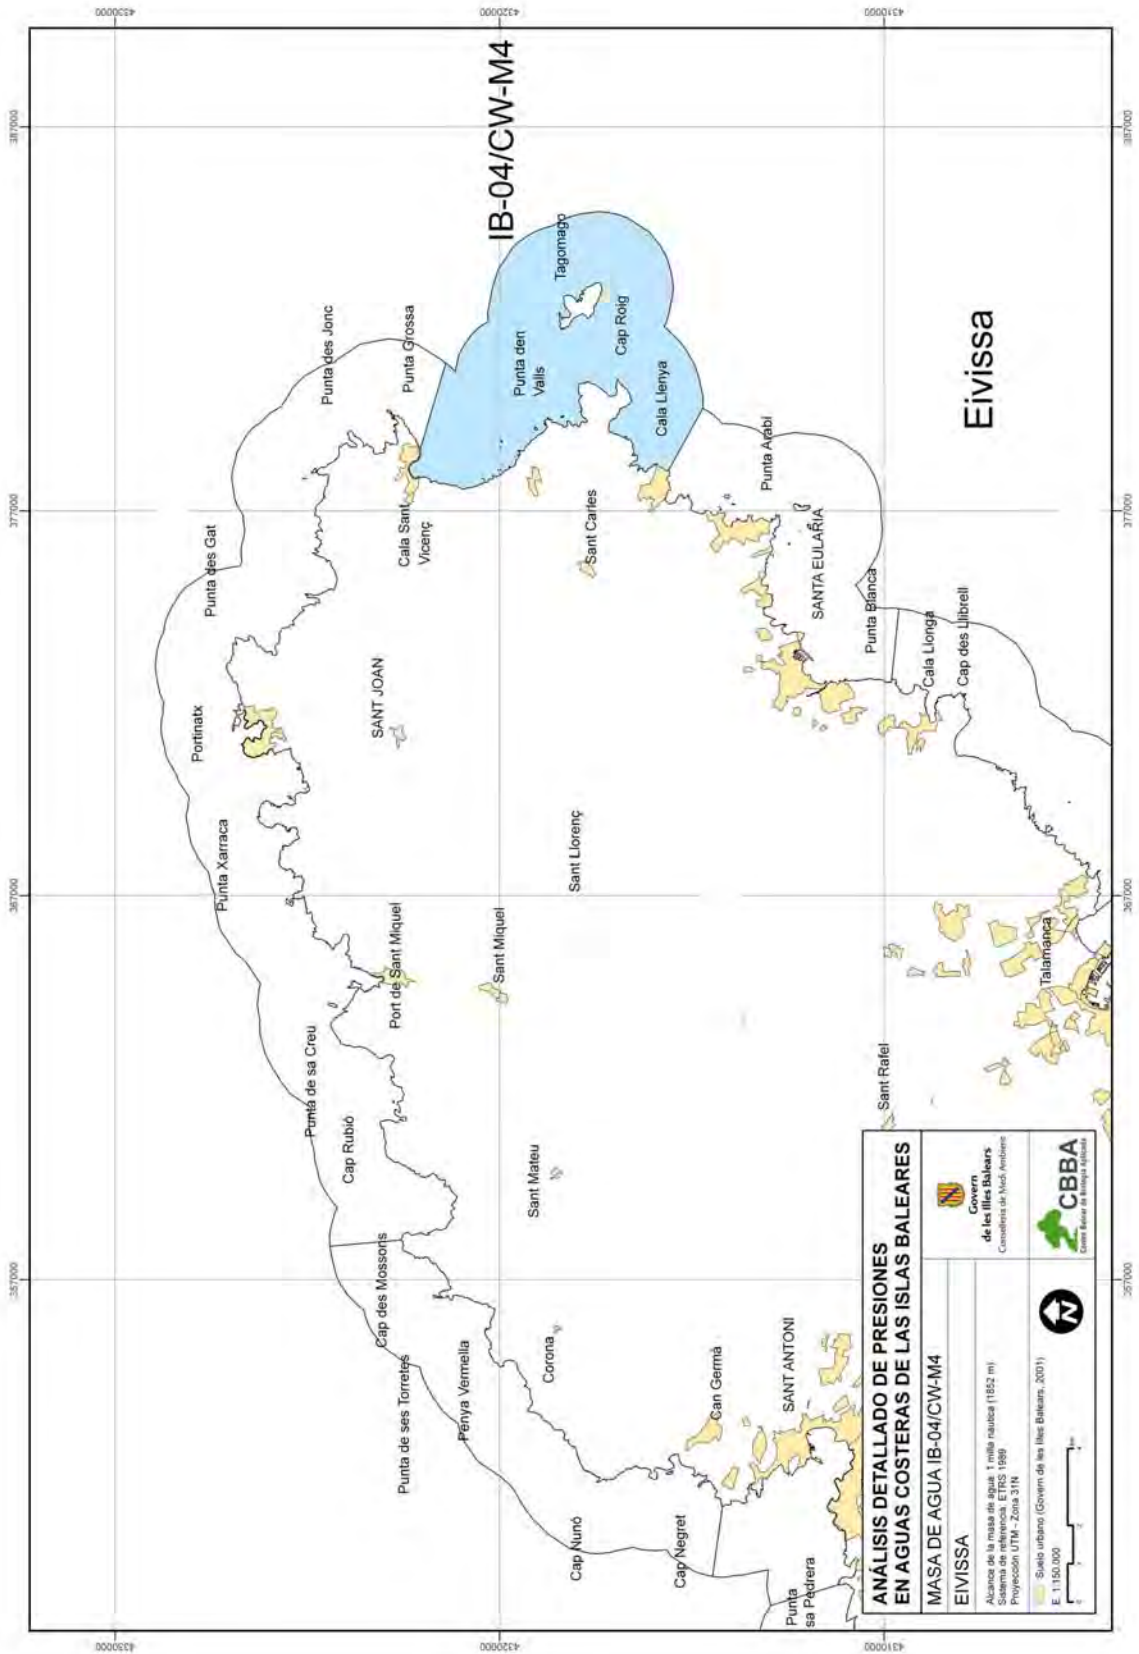 357000
367000
377000
387000
4330000
4330000
4320000
4320000
4310000
4310000
IB-04/CW-M4
Punta des Jonc
Punta Grossa
Punta des Gat
Portinatx
Punta Xarraca
Cala Sant
Vicenç
SANT JOAN
Port de Sant Miquel
Punta de sa Creu
Cap Rubió
Cap des Mossons
Punta de ses Torretes
Penya Vermella
Tagomago
Punta den
Valls
Cap Roig
Cala Llenya
Sant Carles
Sant Llorenç
Sant Miquel
Sant Mateu
Corona
Punta Arabí
SANTA EULARIA
Punta Blanca
Cala Llonga
Cap des Llibrell
Eivissa
Talamanca
Sant Rafel
Can Germà
SANT ANTONI
Cap Nunó
Cap Negret
Punta
sa Pedrera
ANÁLISIS DETALLADO DE PRESIONES
EN AGUAS COSTERAS DE LAS ISLAS BALEARES
MASA DE AGUA IB-04/CW-M4
EIVISSA
Alcance de la masa de agua: 1 milla náutica (1852 m)
Sistema de referencia: ETRS 1989
Proyección UTM - Zona 31N
Suelo urbano (Govern de les Illes Balears, 2001)
E 1:150.000
N
Govern
de les Illes Balears
Conselleria de Medi Ambient
CBBA
Centre Balear de Biologia Aplicada
357000
367000
377000
387000